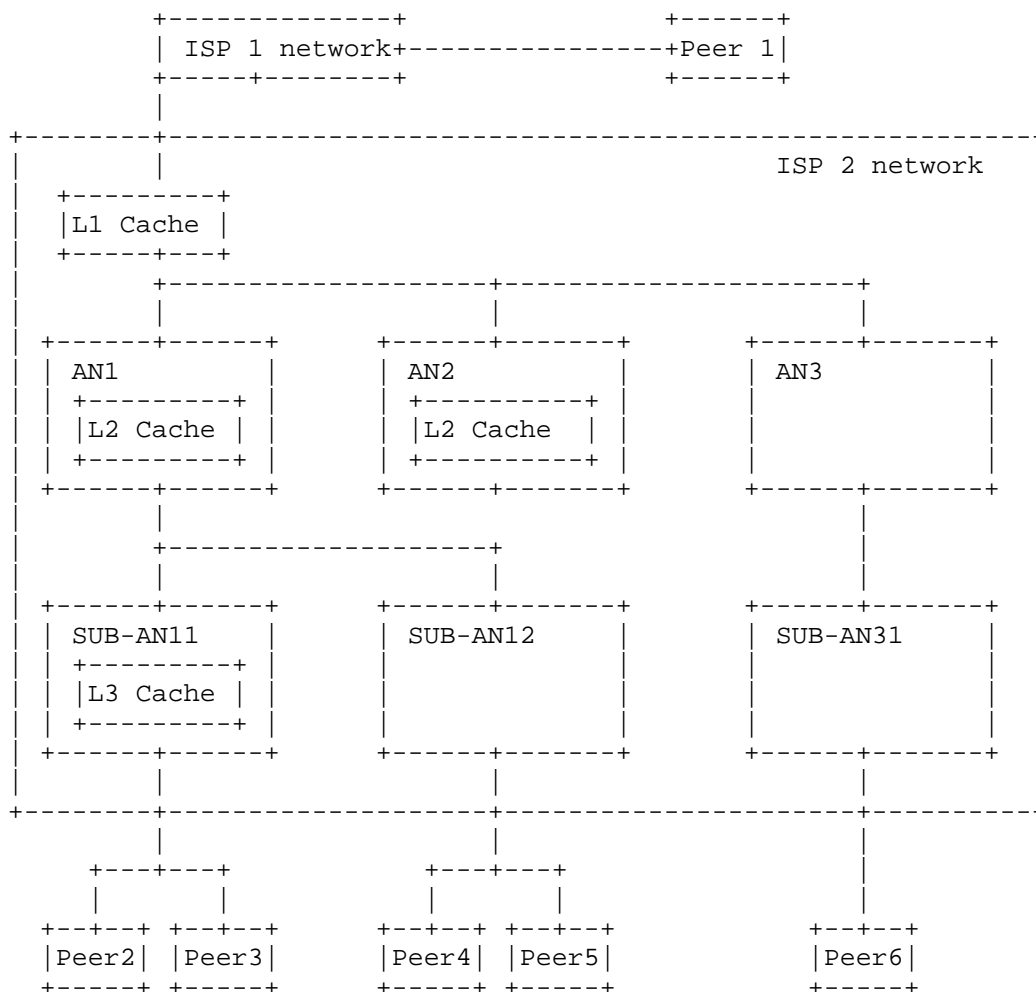 ISP 1 network Peer 1
ISP 2 network
L1 Cache
AN1 AN2 AN3
L2 Cache L2 Cache
SUB-AN11 SUB-AN12 SUB-AN31
L3 Cache
Peer2 Peer3 Peer4 Peer5 Peer6